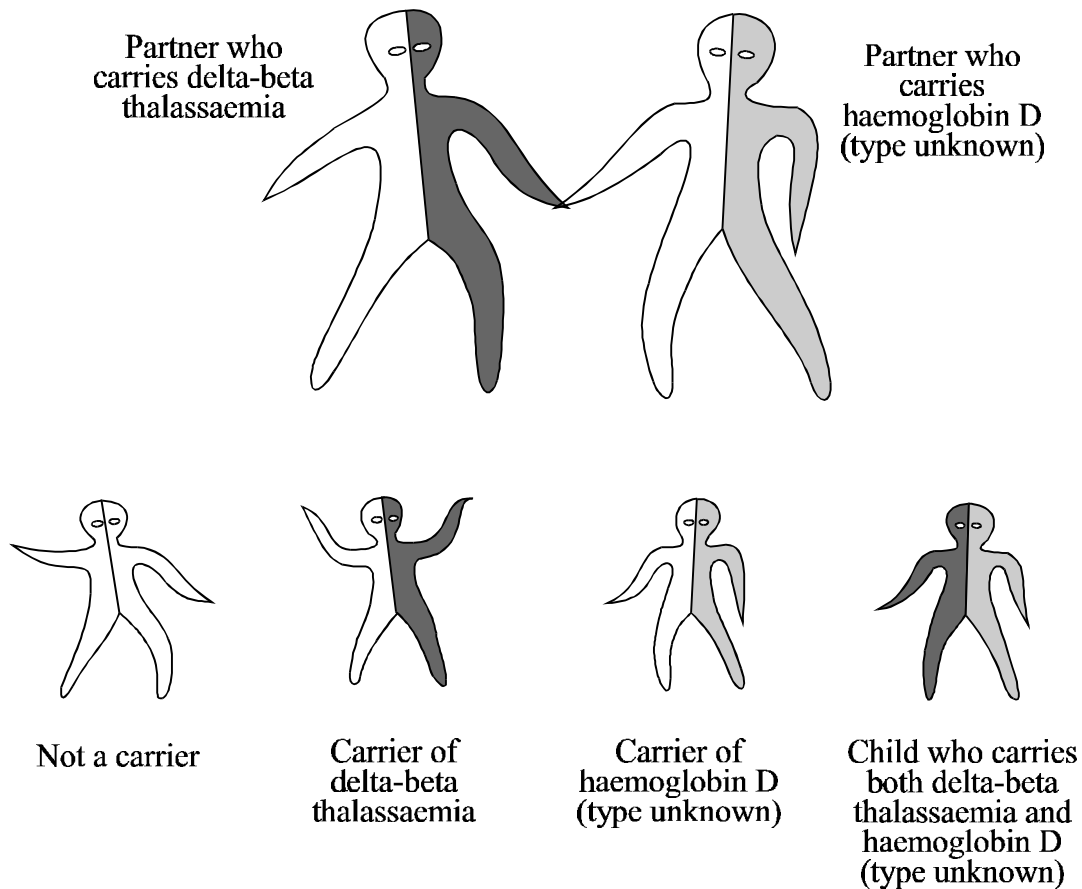 Partner who
carries delta-beta
thalassaemia
Partner who
carries
haemoglobin D
(type unknown)
Not a carrier
Carrier of
delta-beta
thalassaemia
Carrier of
haemoglobin D
(type unknown)
Child who carries
both delta-beta
thalassaemia and
haemoglobin D
(type unknown)